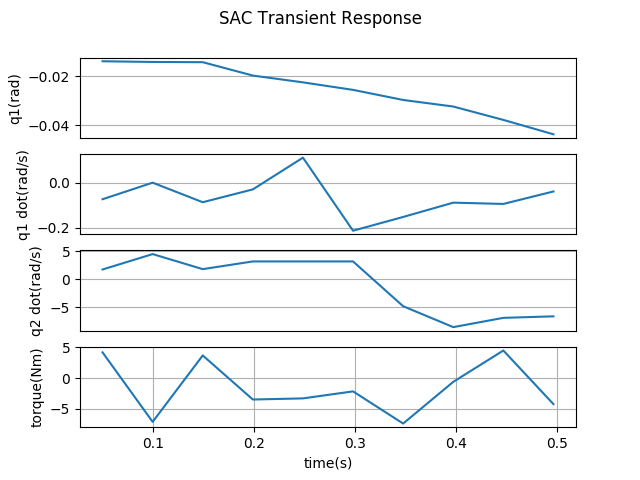 SAC Transient Response
q1(rad)
−0.02
−0.04
q1 dot(rad/s)
0.0
−0.2
q2 dot(rad/s)
5
0
−5
torque(Nm)
5
0
−5
0.1 0.2 0.3 0.4 0.5
time(s)